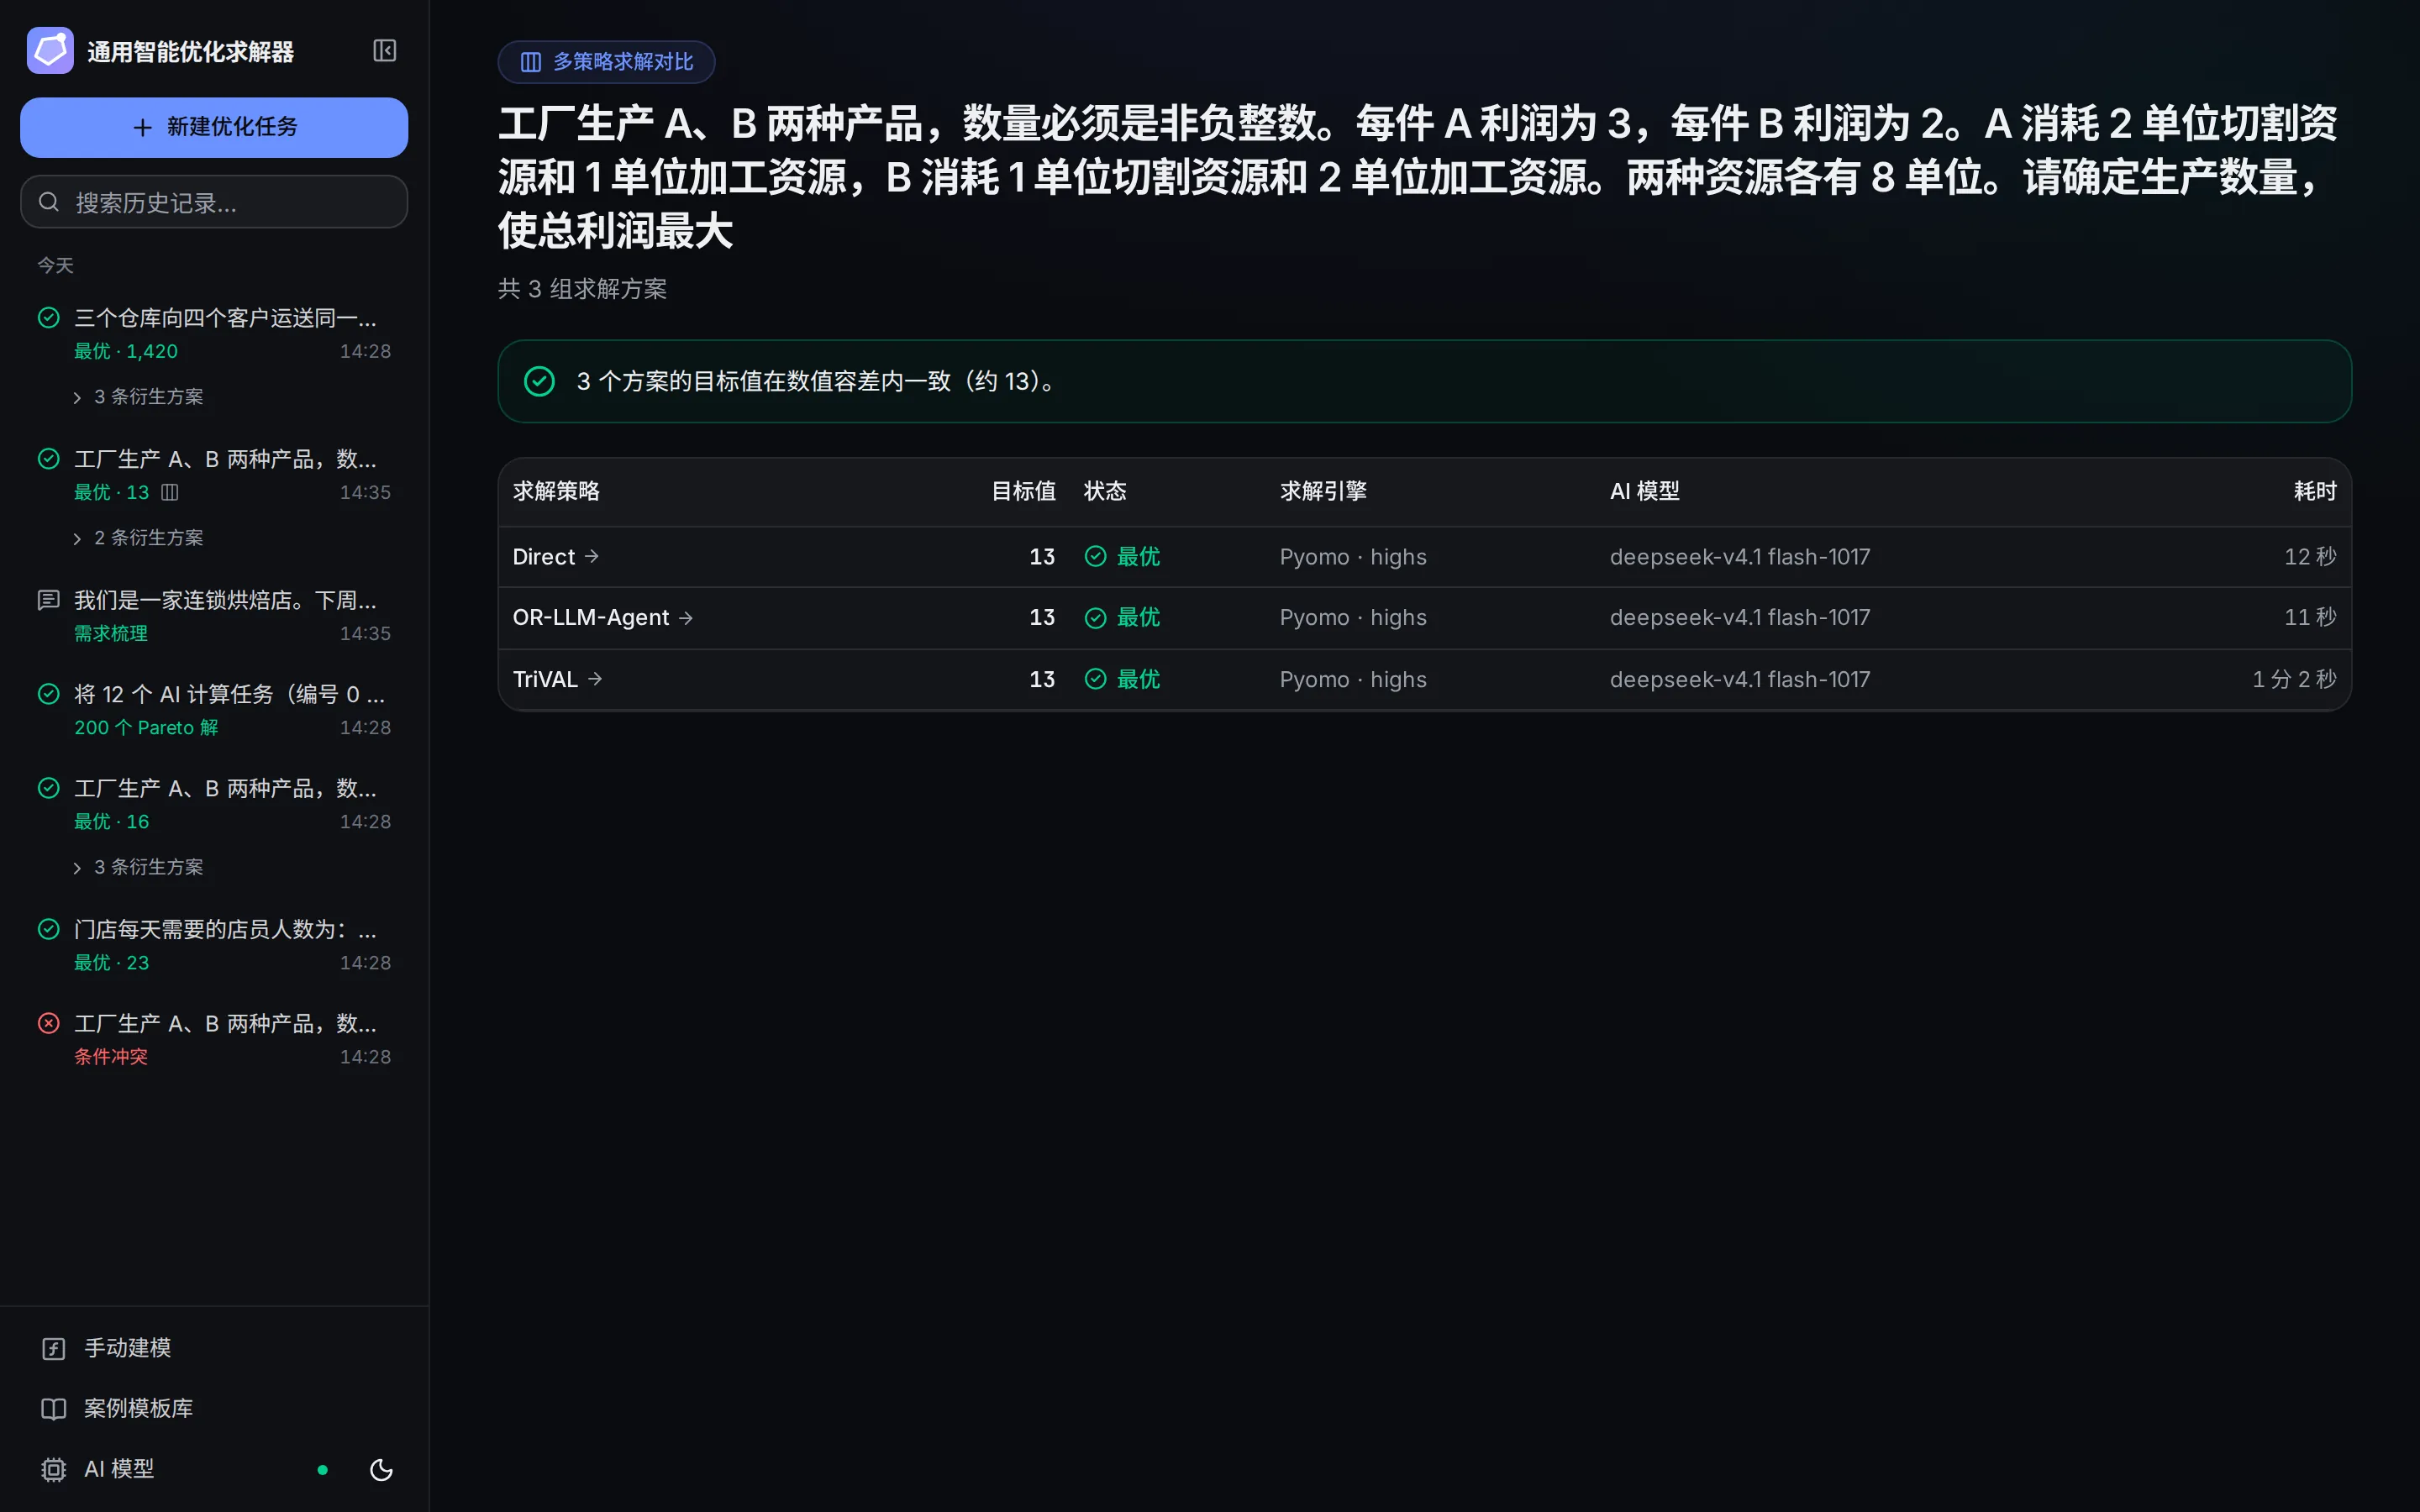 通用智能优化求解器
新建优化任务
搜索历史记录...
今天
三个仓库向四个客户运送同一...
最优 · 1,420 14:28
3 条衍生方案
工厂生产 A、B 两种产品，数...
最优 · 13 14:35
2 条衍生方案
我们是一家连锁烘焙店。下周...
需求梳理 14:35
将 12 个 AI 计算任务（编号 0 ...
200 个 Pareto 解 14:28
工厂生产 A、B 两种产品，数...
最优 · 16 14:28
3 条衍生方案
门店每天需要的店员人数为：...
最优 · 23 14:28
工厂生产 A、B 两种产品，数...
条件冲突 14:28
手动建模
案例模板库
AI 模型
多策略求解对比
工厂生产 A、B 两种产品，数量必须是非负整数。每件 A 利润为 3，每件 B 利润为 2。A 消耗 2 单位切割资
源和 1 单位加工资源，B 消耗 1 单位切割资源和 2 单位加工资源。两种资源各有 8 单位。请确定生产数量，
使总利润最大
共 3 组求解方案
3 个方案的目标值在数值容差内一致（约 13）。
求解策略 目标值 状态 求解引擎 AI 模型 耗时
Direct → 13 最优 Pyomo · highs deepseek-v4.1 flash-1017 12 秒
OR-LLM-Agent → 13 最优 Pyomo · highs deepseek-v4.1 flash-1017 11 秒
TriVAL → 13 最优 Pyomo · highs deepseek-v4.1 flash-1017 1 分 2 秒